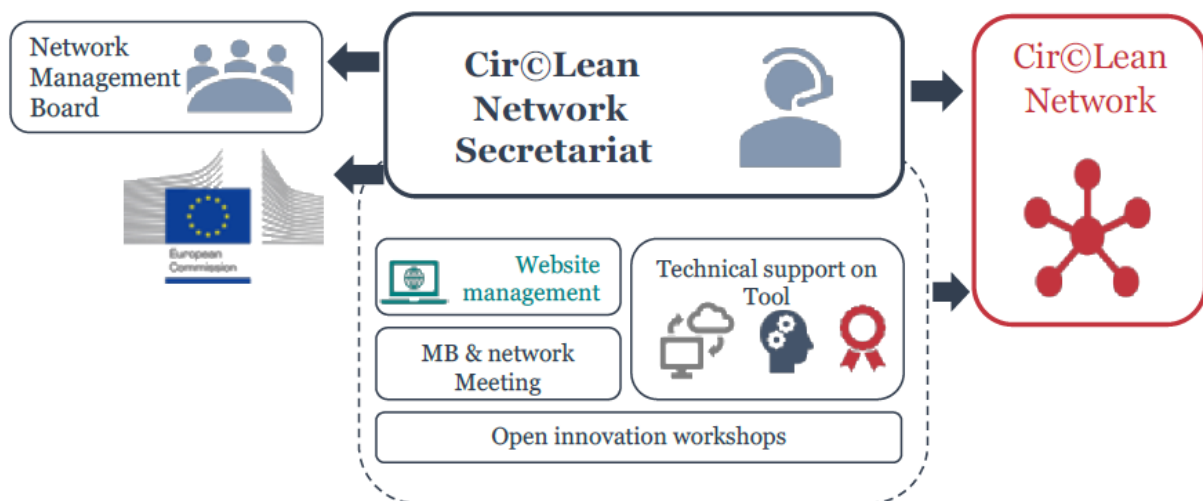 Network
Management
Board
Cir©Lean
Network
Secretariat
Cir©Lean
Network
European
Commission
Website
management
Technical support on
Tool
MB & network
Meeting
Open innovation workshops